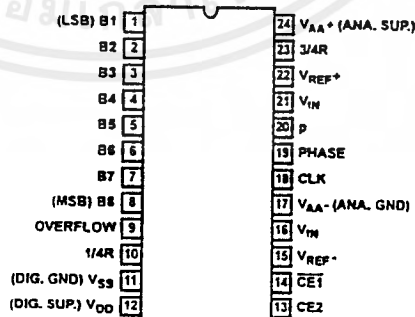 (LSB) B1 1
B2 2
B3 3
B4 4
B5 5
B6 6
B7 7
(MSB) B8 8
OVERFLOW 9
1/4R 10
(DIG. GND) VSS 11
(DIG. SUP.) VDD 12
24 VAA+ (ANA. SUP.)
23 3/4R
22 VREF+
21 VIN
20 p
19 PHASE
18 CLK
17 VAA- (ANA. GND)
16 VIN
15 VREF-
14 CE1
13 CE2